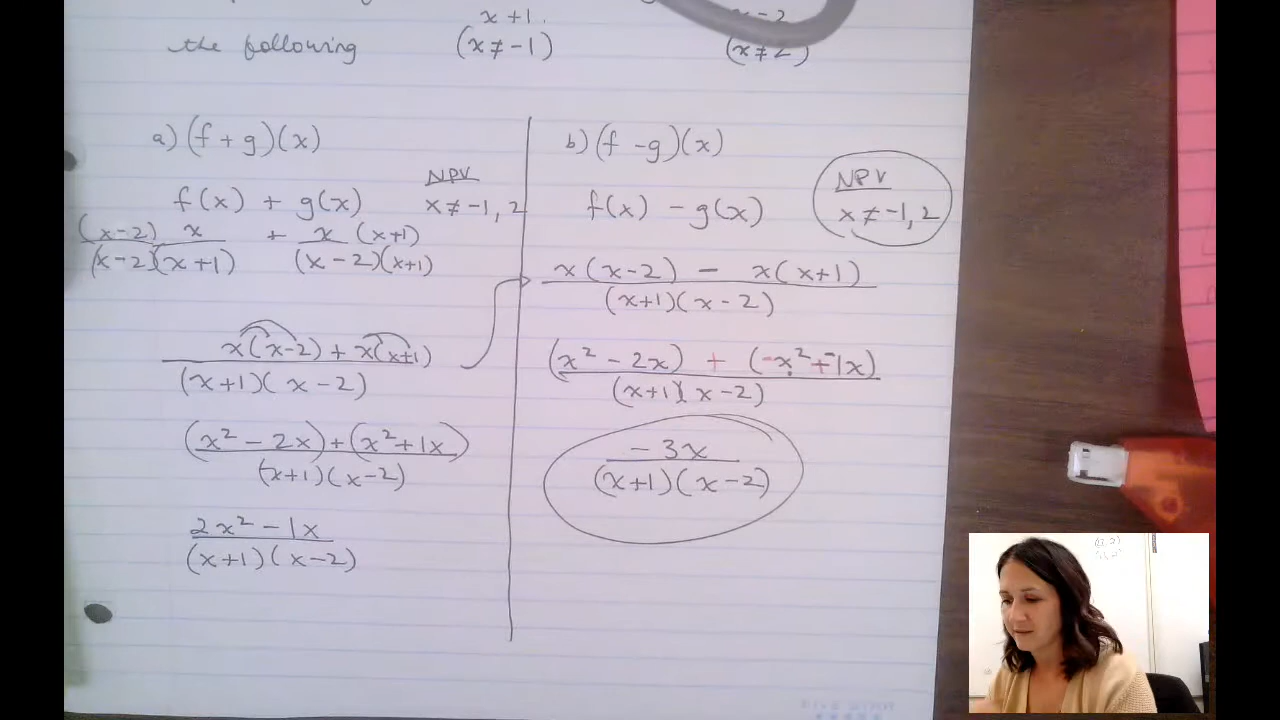 x+1
x-2
the following
(x≠-1)
(x≠2)
a) (f+g)(x)
f(x) + g(x)
NPV
x≠-1, 2
(x-2) x + x (x+1)
(x-2)(x+1) (x-2)(x+1)
x(x-2) + x(x+1)
(x+1)(x-2)
(x²-2x)+(x²+1x)
(x+1)(x-2)
2x²-1x
(x+1)(x-2)
b) (f-g)(x)
f(x) - g(x)
NPV
x≠-1, 2
x(x-2) - x(x+1)
(x+1)(x-2)
(x²-2x) + (-x²+-1x)
(x+1)(x-2)
-3x
(x+1)(x-2)